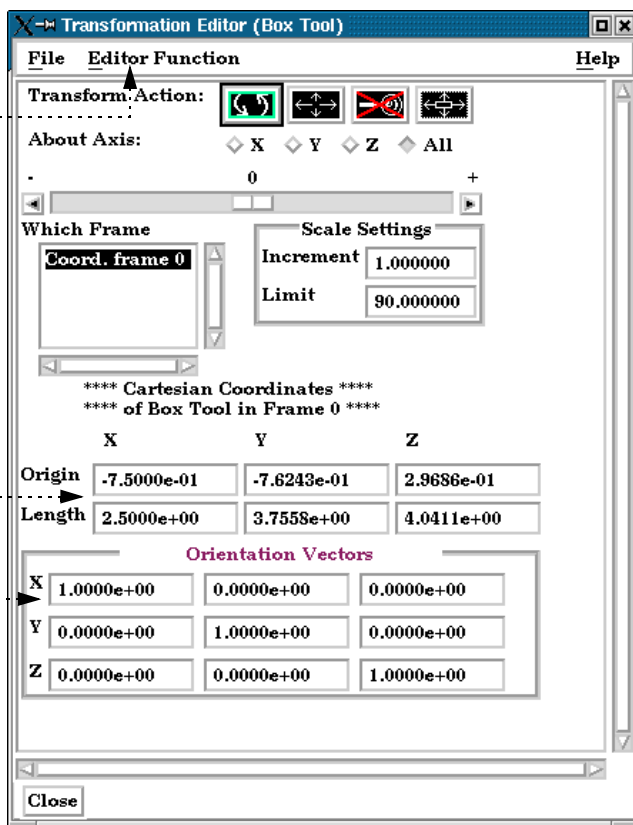 Transformation Editor (Box Tool)
File Editor Function Help
Transform Action:
About Axis: X Y Z All
- 0 +
Which Frame
Coord. frame 0
Scale Settings
Increment 1.000000
Limit 90.000000
**** Cartesian Coordinates ****
**** of Box Tool in Frame 0 ****
X Y Z
Origin -7.5000e-01 -7.6243e-01 2.9686e-01
Length 2.5000e+00 3.7558e+00 4.0411e+00
Orientation Vectors
X 1.0000e+00 0.0000e+00 0.0000e+00
Y 0.0000e+00 1.0000e+00 0.0000e+00
Z 0.0000e+00 0.0000e+00 1.0000e+00
Close